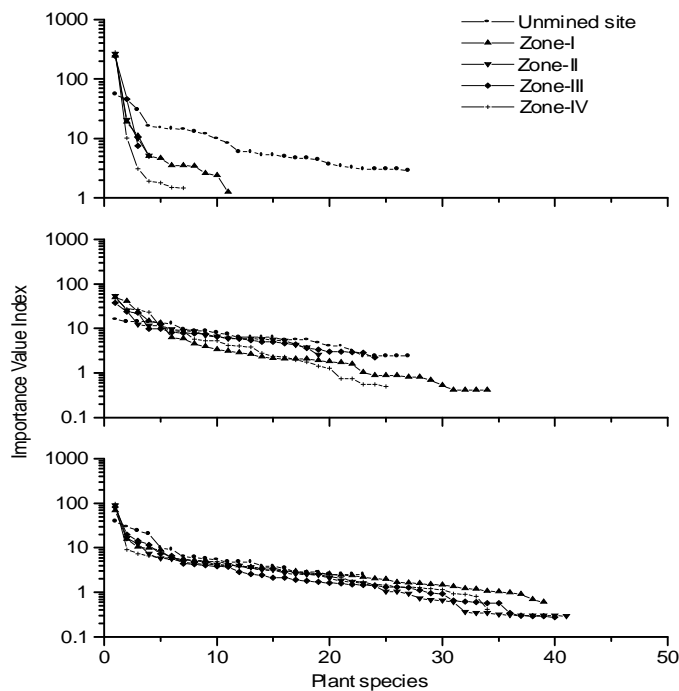 1000
100
10
1
Unmined site
Zone-I
Zone-II
Zone-III
Zone-IV
1000
100
10
1
0.1
Importance Value Index
1000
100
10
1
0.1
0 10 20 30 40 50
Plant species